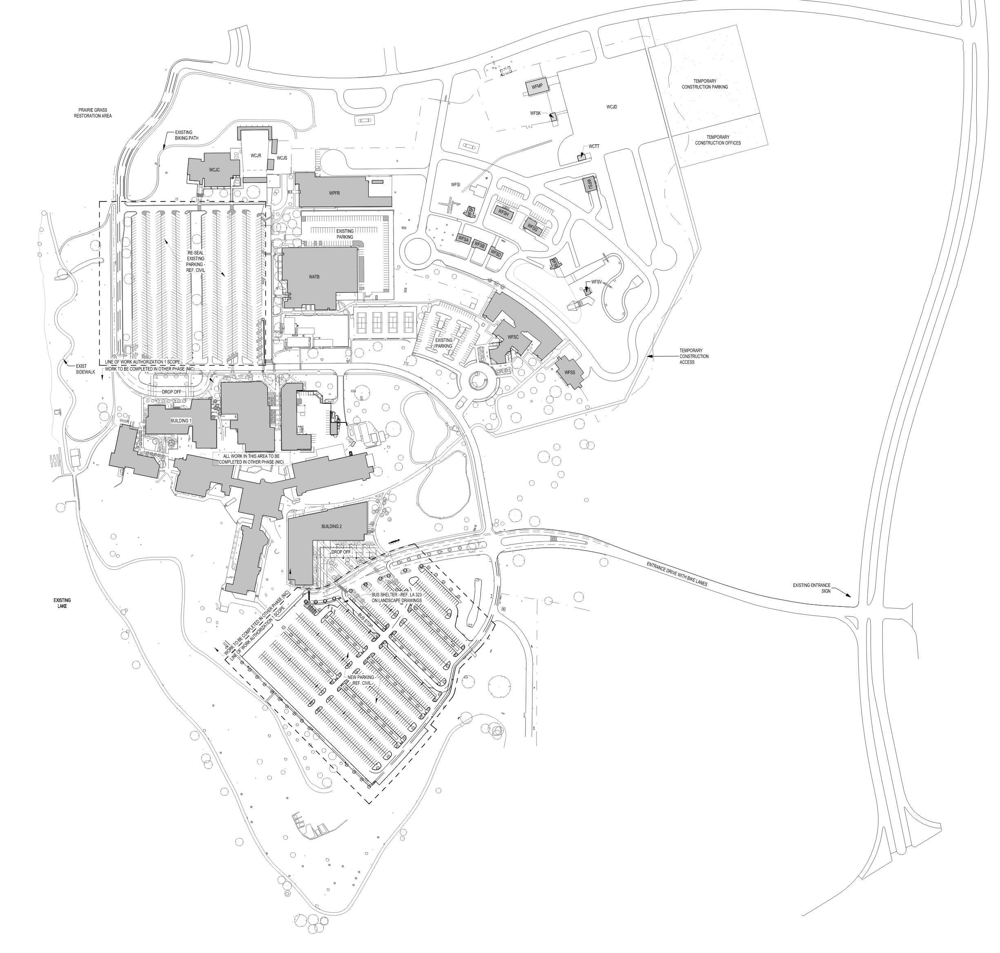 TEMPORARY
CONSTRUCTION PARKING
WFMP
WCJD
PRAIRIE GRASS
RESTORATION AREA
WFSK
EXISTING
BIKING PATH
TEMPORARY
CONSTRUCTION OFFICES
WCTT
WCJR
WCJS
WCJC
WFSI
WFSJ
WPFR
WFSF
WFSH
WFSG
EXISTING
PARKING
WFSA
WFSB
WFSD
RE-SEAL
EXISTING
PARKING -
REF. CIVIL
WFSE
WATB
WFSV
WFSC
EXISTING
PARKING
TEMPORARY
CONSTRUCTION
ACCESS
LINE OF WORK AUTHORIZATION 1 SCOPE
WORK TO BE COMPLETED IN OTHER PHASE (NIC)
EXIST
SIDEWALK
WFSS
DROP OFF
BUILDING 1
ALL WORK IN THIS AREA TO BE
COMPLETED IN OTHER PHASE (NIC)
BUILDING 2
DROP OFF
ENTRANCE DRIVE WITH BIKE LANES
EXISTING ENTRANCE
SIGN
EXISTING
LAKE
BUS SHELTER -REF. LA 323
ON LANDSCAPE DRAWINGS
BUS STOP
WORK TO BE COMPLETED IN OTHER PHASE (NIC)
LINE OF WORK AUTHORIZATION 1 SCOPE
NEW PARKING -
REF. CIVIL